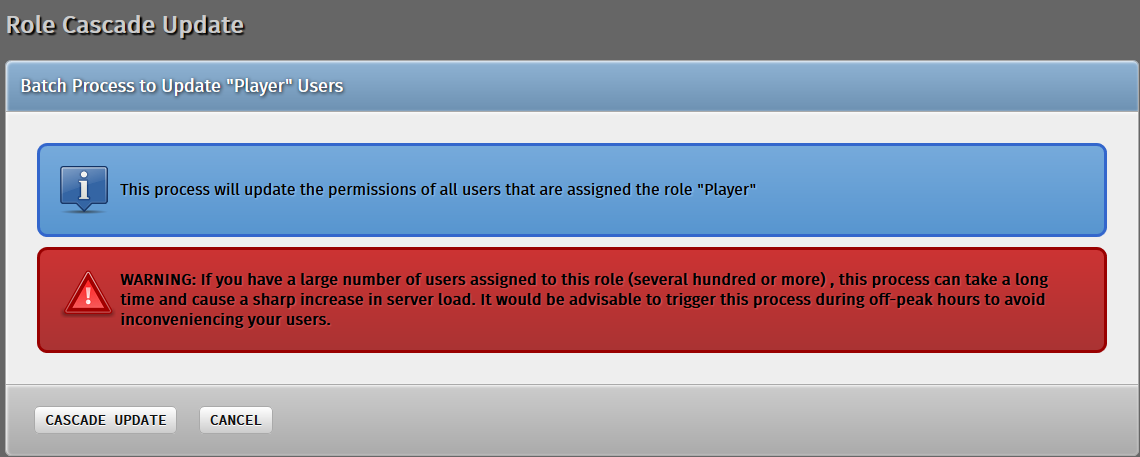 Role Cascade Update
Batch Process to Update "Player" Users
This process will update the permissions of all users that are assigned the role "Player"
WARNING: If you have a large number of users assigned to this role (several hundred or more) , this process can take a long
time and cause a sharp increase in server load. It would be advisable to trigger this process during off-peak hours to avoid
inconveniencing your users.
CASCADE UPDATE
CANCEL